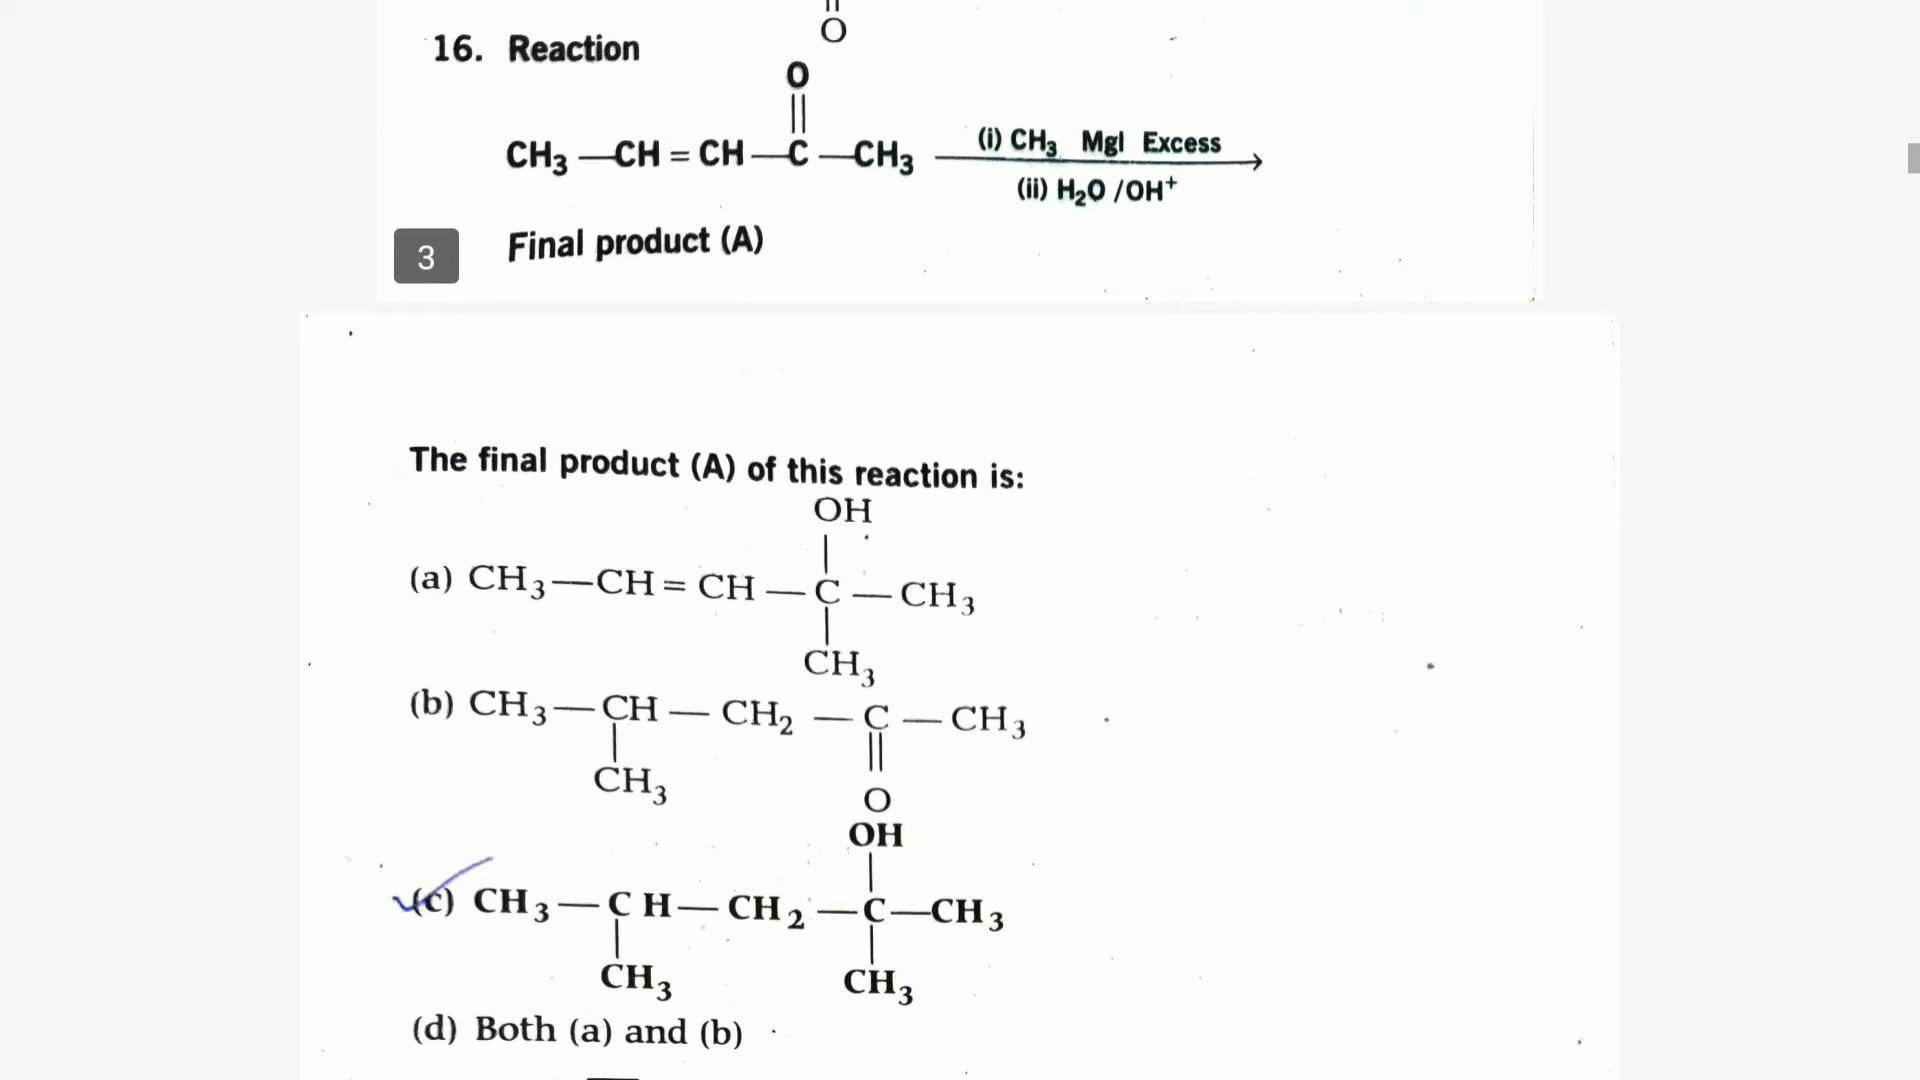 O
16. Reaction
O
||
CH3 —CH = CH —C —CH3
(i) CH3 MgI Excess
(ii) H2O /OH+
3
Final product (A)
The final product (A) of this reaction is:
OH
(a) CH3—CH = CH — C — CH3
CH3
(b) CH3 — CH — CH2 — C — CH3
CH3
||
O
OH
(c) CH3 — C H — CH2 — C—CH3
CH3 CH3
(d) Both (a) and (b)